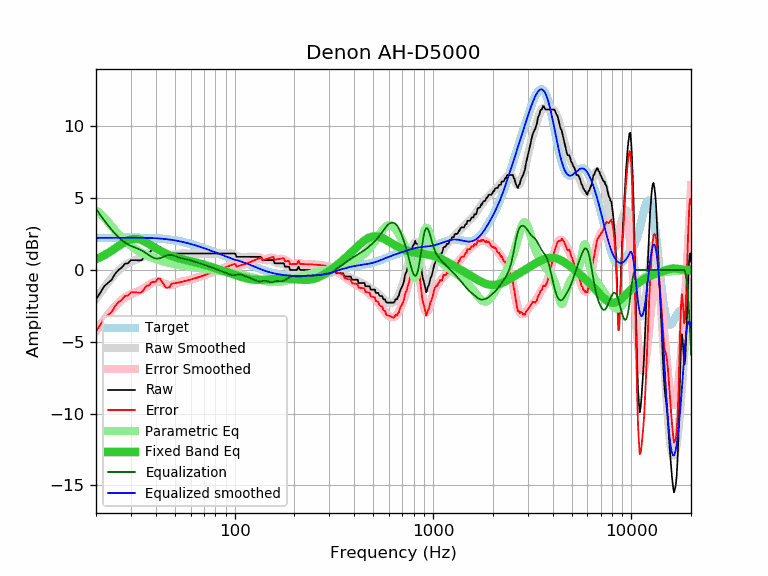 Denon AH-D5000
Amplitude (dBr)
10
5
0
−5
−10
−15
Target
Raw Smoothed
Error Smoothed
Raw
Error
Parametric Eq
Fixed Band Eq
Equalization
Equalized smoothed
100
1000
10000
Frequency (Hz)